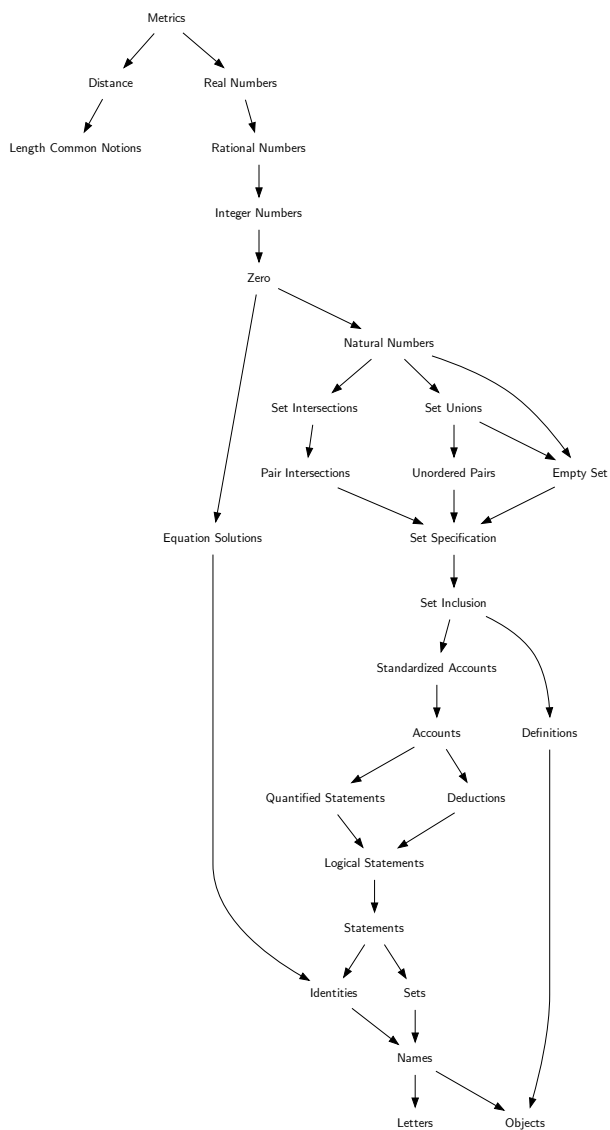 Metrics
Distance
Real Numbers
Length Common Notions
Rational Numbers
Integer Numbers
Zero
Natural Numbers
Set Intersections
Set Unions
Pair Intersections
Unordered Pairs
Empty Set
Equation Solutions
Set Specification
Set Inclusion
Standardized Accounts
Accounts
Definitions
Quantified Statements
Deductions
Logical Statements
Statements
Identities
Sets
Names
Letters
Objects